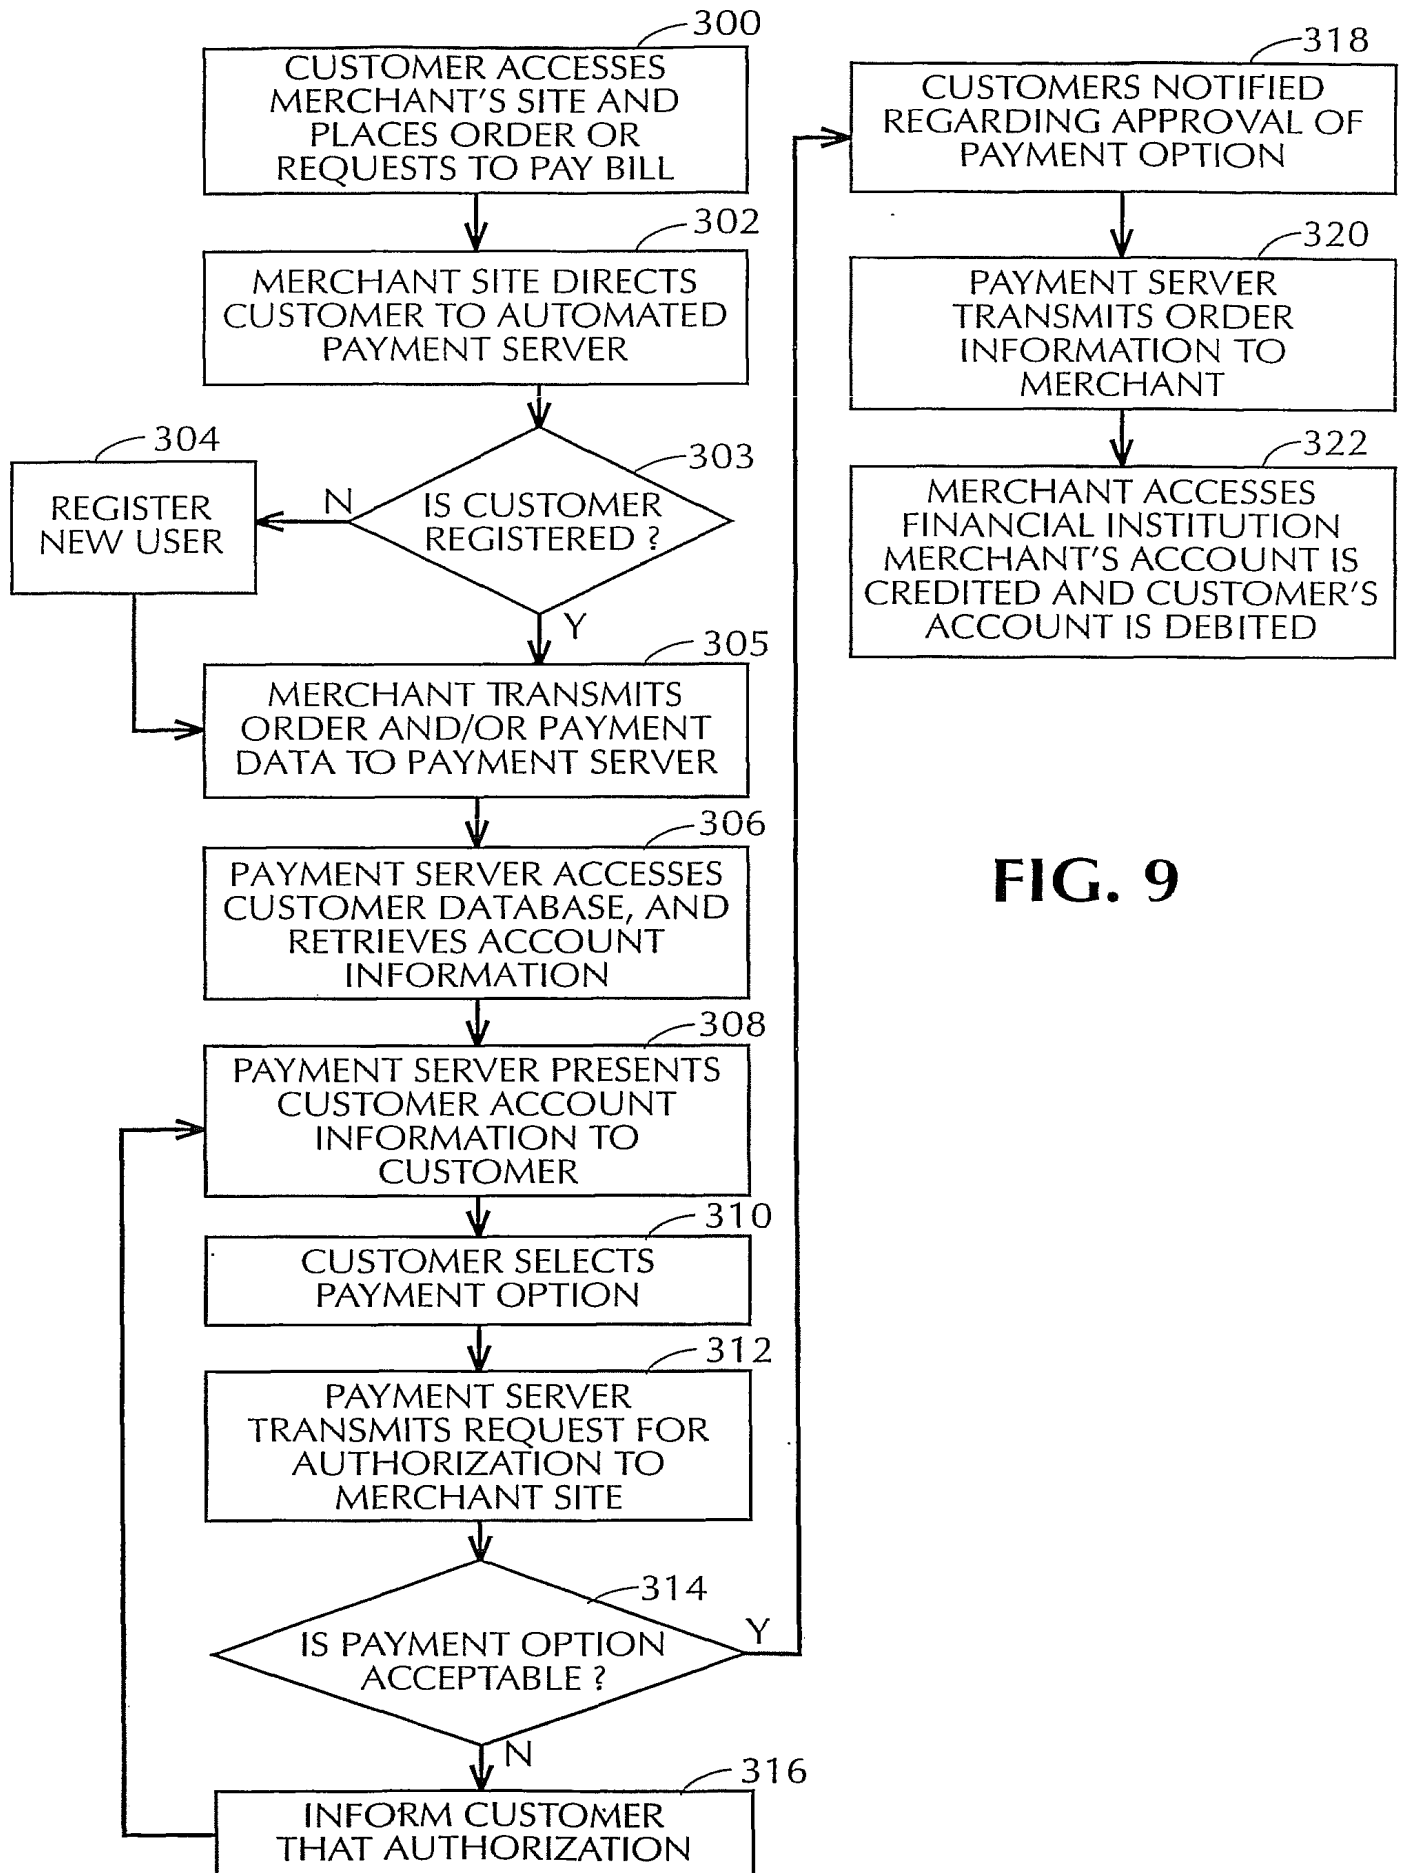 300
CUSTOMER ACCESSES
MERCHANT'S SITE AND
PLACES ORDER OR
REQUESTS TO PAY BILL
302
MERCHANT SITE DIRECTS
CUSTOMER TO AUTOMATED
PAYMENT SERVER
303
IS CUSTOMER
REGISTERED ?
N
Y
304
REGISTER
NEW USER
305
MERCHANT TRANSMITS
ORDER AND/OR PAYMENT
DATA TO PAYMENT SERVER
306
PAYMENT SERVER ACCESSES
CUSTOMER DATABASE, AND
RETRIEVES ACCOUNT
INFORMATION
308
PAYMENT SERVER PRESENTS
CUSTOMER ACCOUNT
INFORMATION TO
CUSTOMER
310
CUSTOMER SELECTS
PAYMENT OPTION
312
PAYMENT SERVER
TRANSMITS REQUEST FOR
AUTHORIZATION TO
MERCHANT SITE
314
IS PAYMENT OPTION
ACCEPTABLE ?
Y
N
316
INFORM CUSTOMER
THAT AUTHORIZATION
318
CUSTOMERS NOTIFIED
REGARDING APPROVAL OF
PAYMENT OPTION
320
PAYMENT SERVER
TRANSMITS ORDER
INFORMATION TO
MERCHANT
322
MERCHANT ACCESSES
FINANCIAL INSTITUTION
MERCHANT'S ACCOUNT IS
CREDITED AND CUSTOMER'S
ACCOUNT IS DEBITED
FIG. 9